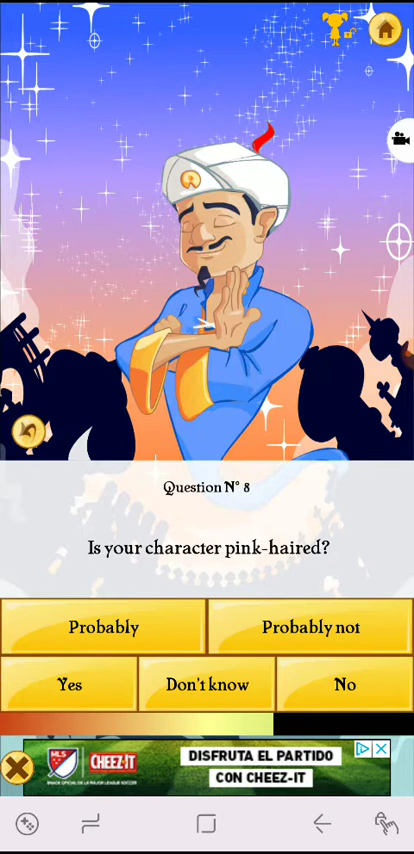 Question N° 8
Is your character pink-haired?
Probably
Probably not
Yes
Don't know
No
MLS
CHEEZ-IT
DISFRUTA EL PARTIDO
CON CHEEZ-IT